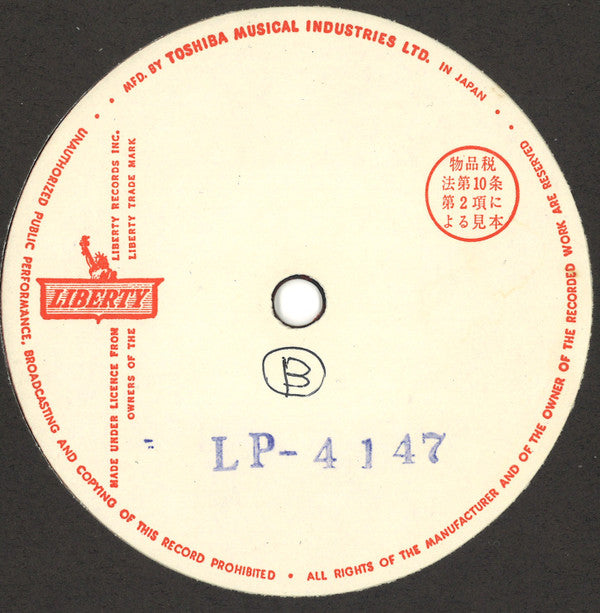 MFD. BY TOSHIBA MUSICAL INDUSTRIES LTD. IN JAPAN
UNAUTHORIZED PUBLIC PERFORMANCE, BROADCASTING AND COPYING OF THIS RECORD PROHIBITED • ALL RIGHTS OF THE MANUFACTURER AND OF THE OWNER OF THE RECORDED WORK ARE RESERVED
MADE UNDER LICENCE FROM LIBERTY RECORDS INC.
OWNERS OF THE LIBERTY TRADE MARK
LIBERTY
物品税
法第10条
第2項に
よる見本
B
LP-4147